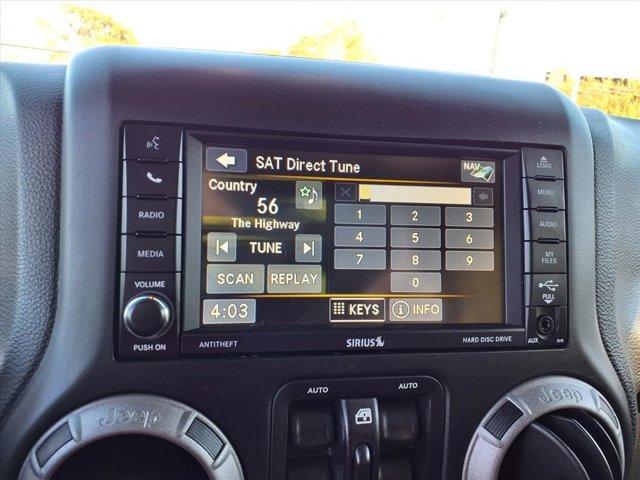 SAT Direct Tune
NAV
Country
56
The Highway
TUNE
SCAN REPLAY
4:03
1 2 3
4 5 6
7 8 9
0
KEYS
INFO
RADIO
MEDIA
VOLUME
PUSH ON
LOAD
MENU
AUDIO
MY
FILES
PULL
AUX
ANTITHEFT
SIRIUS
HARD DISC DRIVE
AUTO
AUTO
Jeep
Jeep